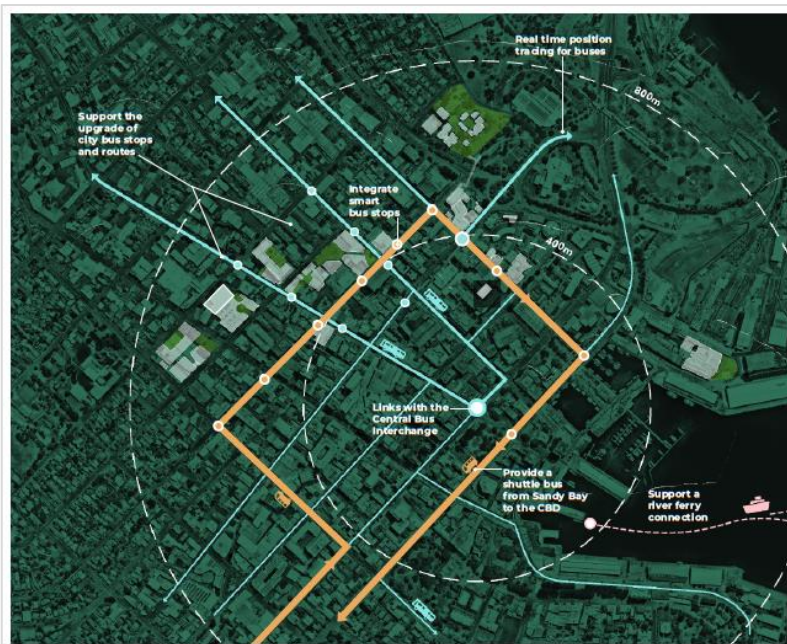 Real time position
tracing for buses
800m
Support the
upgrade of
city bus stops
and routes
Integrate
smart
bus stops
400m
Links with the
Central Bus
Interchange
Provide a
shuttle bus
from Sandy Bay
to the CBD
Support a
river ferry
connection